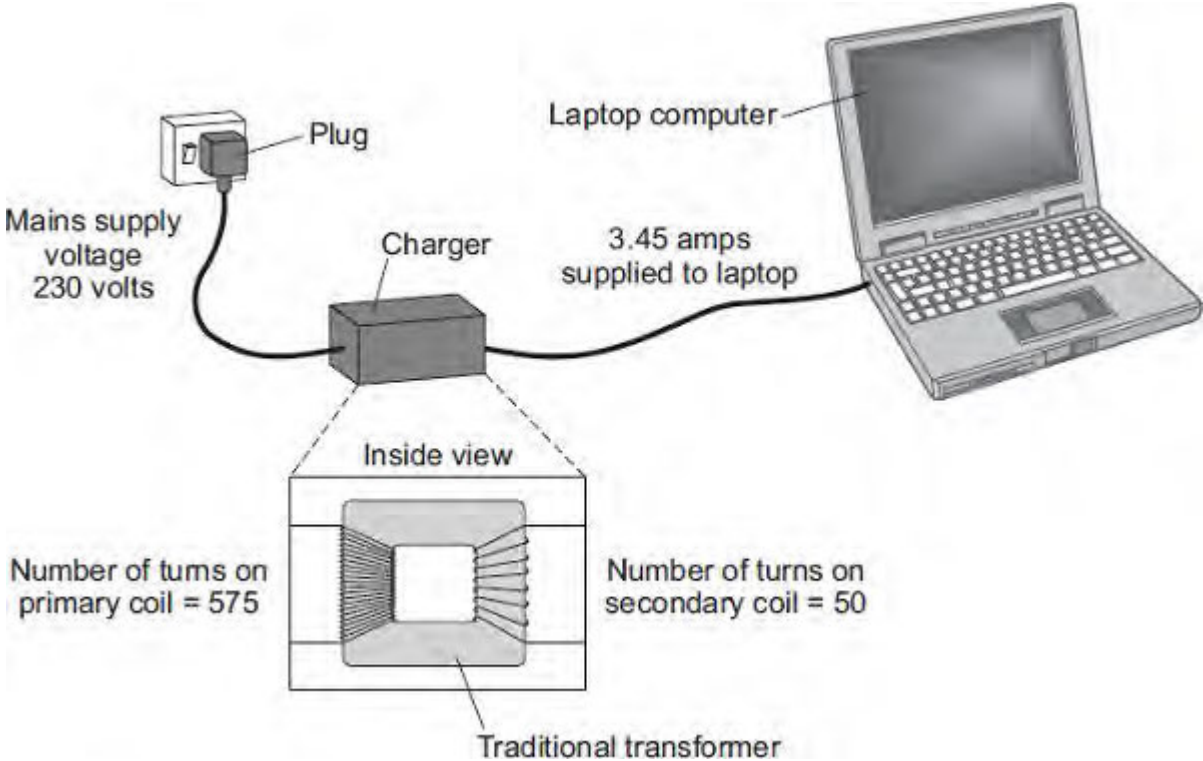 Laptop computer
Plug
Mains supply
voltage
230 volts
Charger
3.45 amps
supplied to laptop
Inside view
Number of turns on
primary coil = 575
Number of turns on
secondary coil = 50
Traditional transformer